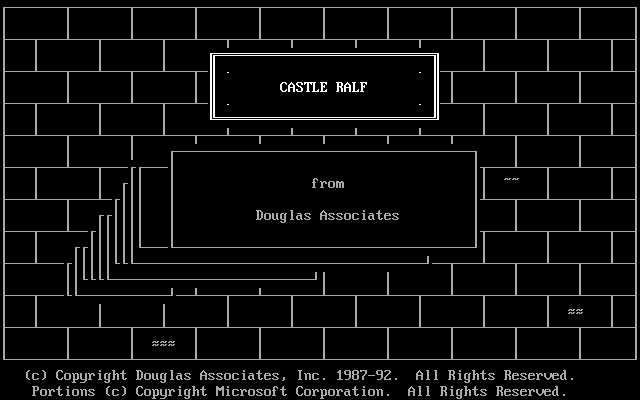 CASTLE RALF
from
Douglas Associates
(c) Copyright Douglas Associates, Inc. 1987-92.  All Rights Reserved.
Portions (c) Copyright Microsoft Corporation.  All Rights Reserved.